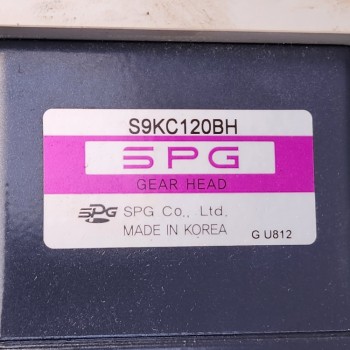 S9KC120BH
SPG
GEAR HEAD
SPG SPG Co., Ltd.
MADE IN KOREA G U812